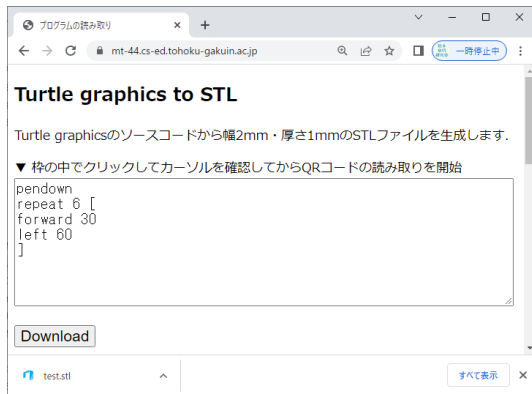 プログラムの読み取り
mt-44.cs-ed.tohoku-gakuin.ac.jp
一時停止中
Turtle graphics to STL
Turtle graphicsのソースコードから幅2mm・厚さ1mmのSTLファイルを生成します.
▼ 枠の中でクリックしてカーソルを確認してからQRコードの読み取りを開始
pendown
repeat 6 [
forward 30
left 60
]
Download
test.stl
すべて表示